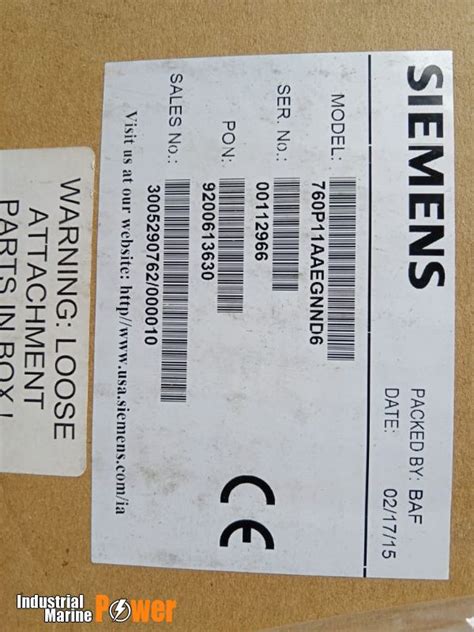 SIEMENS
PACKED BY: BAF
DATE: 02/17/15
MODEL: 760P11AAEGNND6
SER. No.: 00112966
PON: 9200613630
SALES No.: 3005290762/000010
Visit us at our website: http//www.usa.siemens.com/ia
CE
WARNING: LOOSE
ATTACHMENT
PARTS IN BOX!
Industrial
Marine
Power